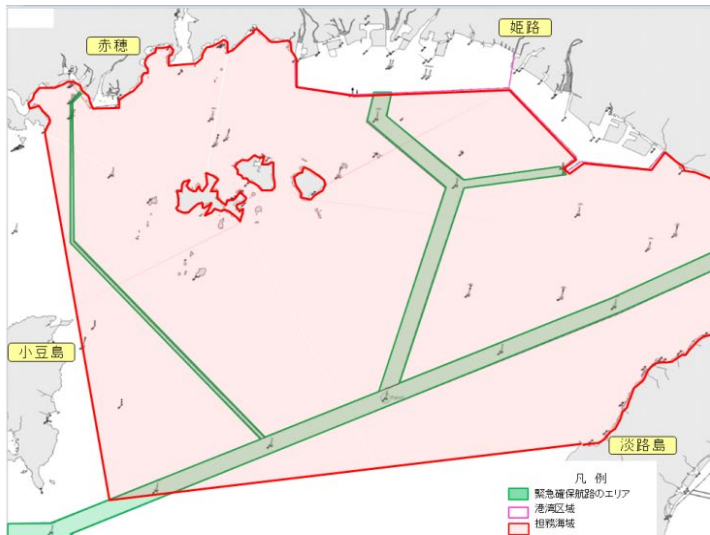 赤穂
姫路
小豆島
淡路島
凡 例
緊急確保航路のエリア
港湾区域
担務海域